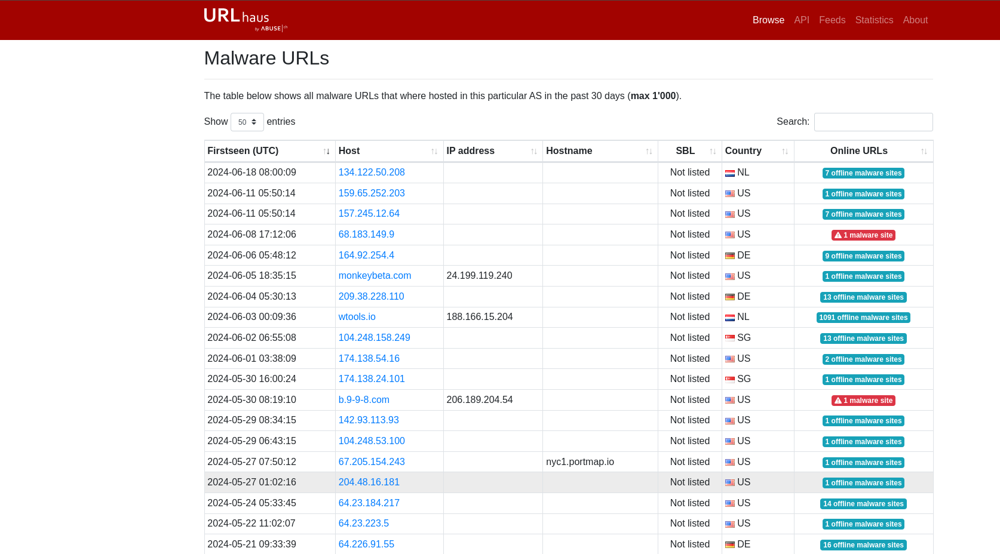 URLhaus
by ABUSE|ch
Browse API Feeds Statistics About
Malware URLs
The table below shows all malware URLs that where hosted in this particular AS in the past 30 days (max 1'000).
Show 50 entries Search:
Firstseen (UTC) Host IP address Hostname SBL Country Online URLs
2024-06-18 08:00:09 134.122.50.208 Not listed NL 7 offline malware sites
2024-06-11 05:50:14 159.65.252.203 Not listed US 1 offline malware sites
2024-06-11 05:50:14 157.245.12.64 Not listed US 7 offline malware sites
2024-06-08 17:12:06 68.183.149.9 Not listed US 1 malware site
2024-06-06 05:48:12 164.92.254.4 Not listed DE 9 offline malware sites
2024-06-05 18:35:15 monkeybeta.com 24.199.119.240 Not listed US 1 offline malware sites
2024-06-04 05:30:13 209.38.228.110 Not listed DE 13 offline malware sites
2024-06-03 00:09:36 wtools.io 188.166.15.204 Not listed NL 1091 offline malware sites
2024-06-02 06:55:08 104.248.158.249 Not listed SG 13 offline malware sites
2024-06-01 03:38:09 174.138.54.16 Not listed US 2 offline malware sites
2024-05-30 16:00:24 174.138.24.101 Not listed SG 1 offline malware sites
2024-05-30 08:19:10 b.9-9-8.com 206.189.204.54 Not listed US 1 malware site
2024-05-29 08:34:15 142.93.113.93 Not listed US 1 offline malware sites
2024-05-29 06:43:15 104.248.53.100 Not listed US 1 offline malware sites
2024-05-27 07:50:12 67.205.154.243 nyc1.portmap.io Not listed US 1 offline malware sites
2024-05-27 01:02:16 204.48.16.181 Not listed US 1 offline malware sites
2024-05-24 05:33:45 64.23.184.217 Not listed US 14 offline malware sites
2024-05-22 11:02:07 64.23.223.5 Not listed US 1 offline malware sites
2024-05-21 09:33:39 64.226.91.55 Not listed DE 16 offline malware sites